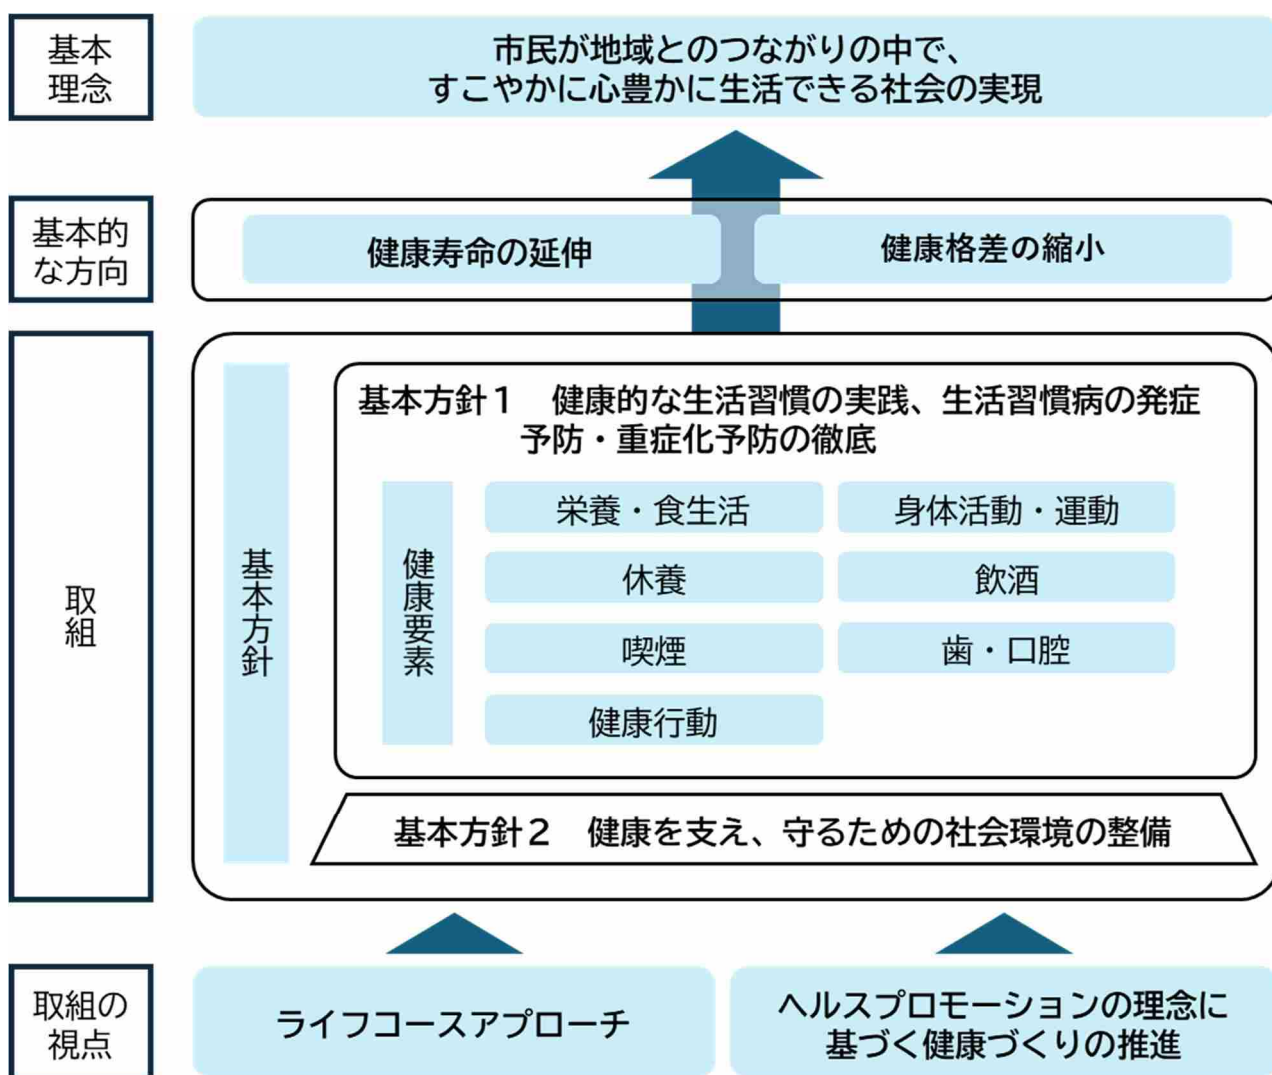 基本
理念
市民が地域とのつながりの中で、
すこやかに心豊かに生活できる社会の実現
基本的
な方向
健康寿命の延伸
健康格差の縮小
取組
基本方針
基本方針１　健康的な生活習慣の実践、生活習慣病の発症
予防・重症化予防の徹底
健康要素
栄養・食生活
身体活動・運動
休養
飲酒
喫煙
歯・口腔
健康行動
基本方針２　健康を支え、守るための社会環境の整備
取組の
視点
ライフコースアプローチ
ヘルスプロモーションの理念に
基づく健康づくりの推進